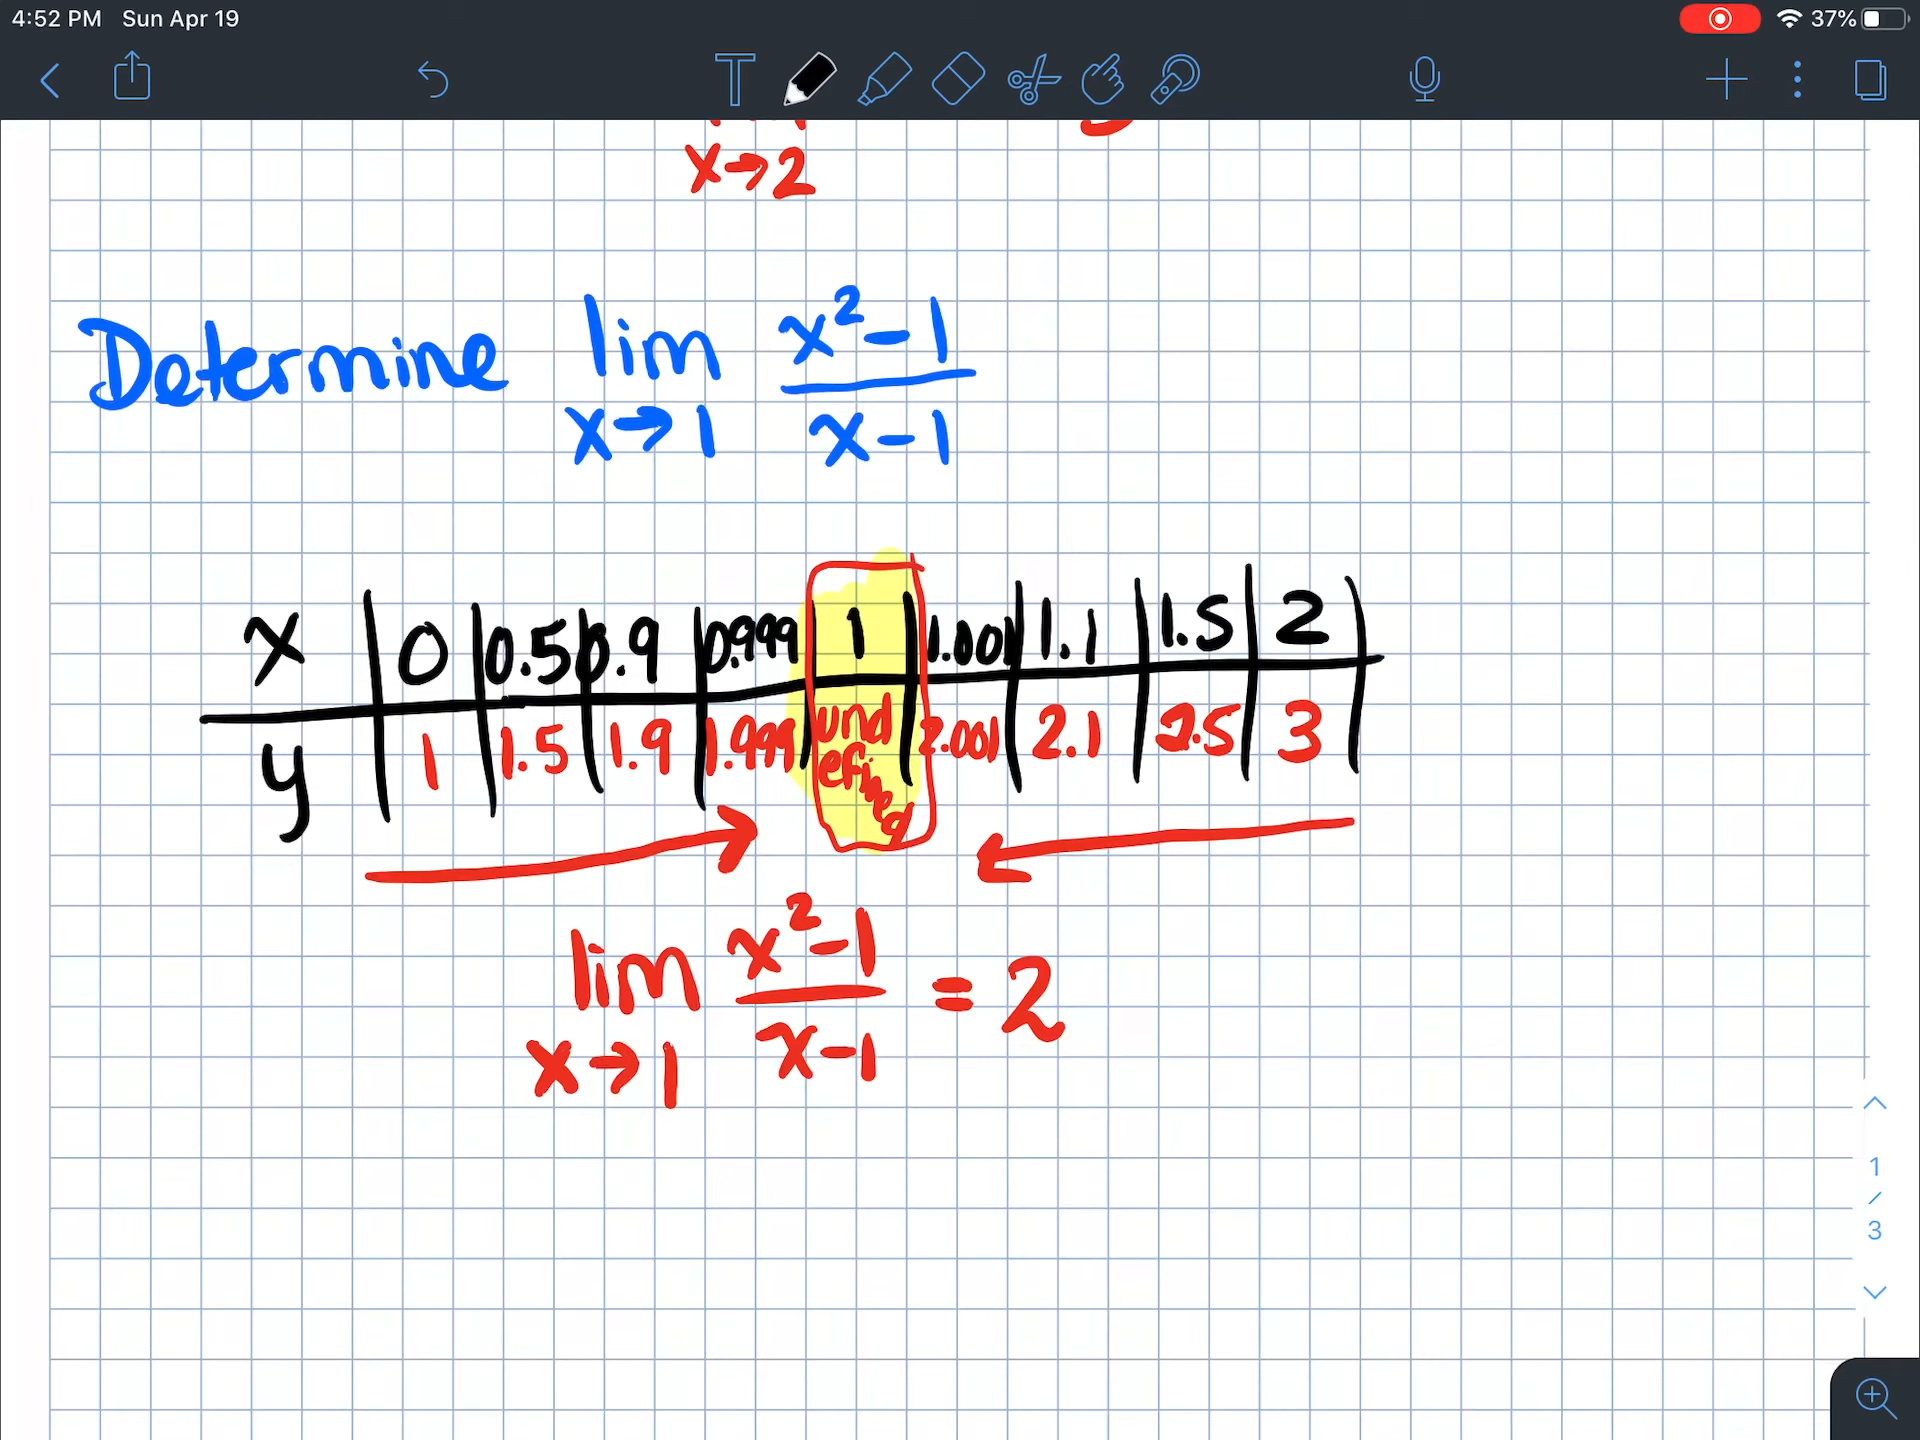 4:52 PM Sun Apr 19 37%
x→2
Determine lim x→1 x²-1 / x-1
x 0 0.5 0.9 0.999 1 1.001 1.1 1.5 2
y 1 1.5 1.9 1.999 undefined 2.001 2.1 2.5 3
lim x→1 x²-1 / x-1 = 2
1
/
3